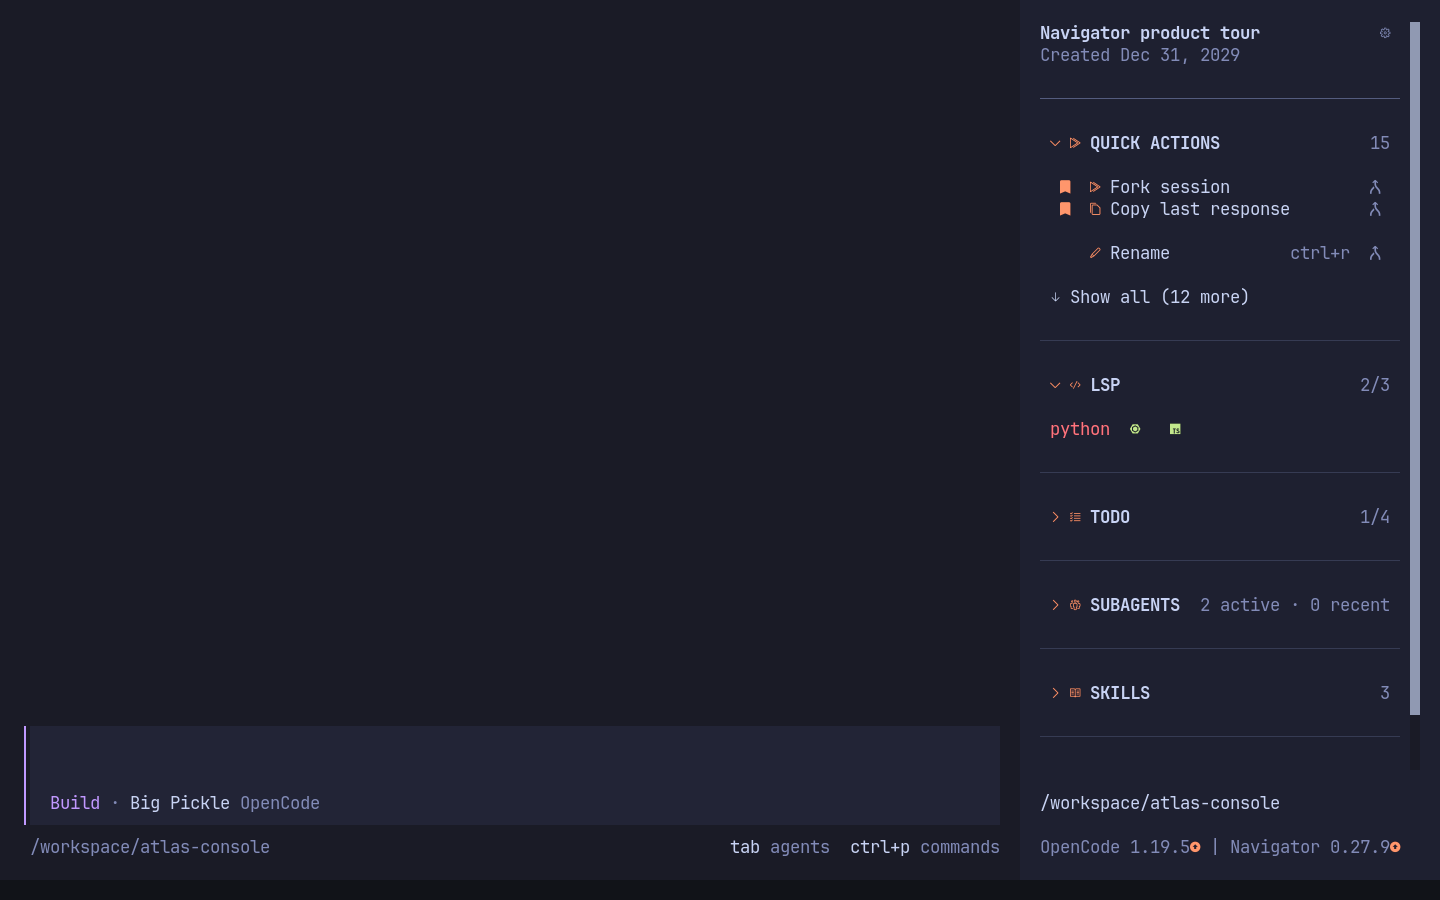 Navigator product tour
Created Dec 31, 2029
QUICK ACTIONS 15
Fork session
Copy last response
Rename ctrl+r
↓ Show all (12 more)
LSP 2/3
python TS
TODO 1/4
SUBAGENTS 2 active · 0 recent
SKILLS 3
Build · Big Pickle OpenCode
/workspace/atlas-console
/workspace/atlas-console tab agents ctrl+p commands
OpenCode 1.19.5 | Navigator 0.27.9